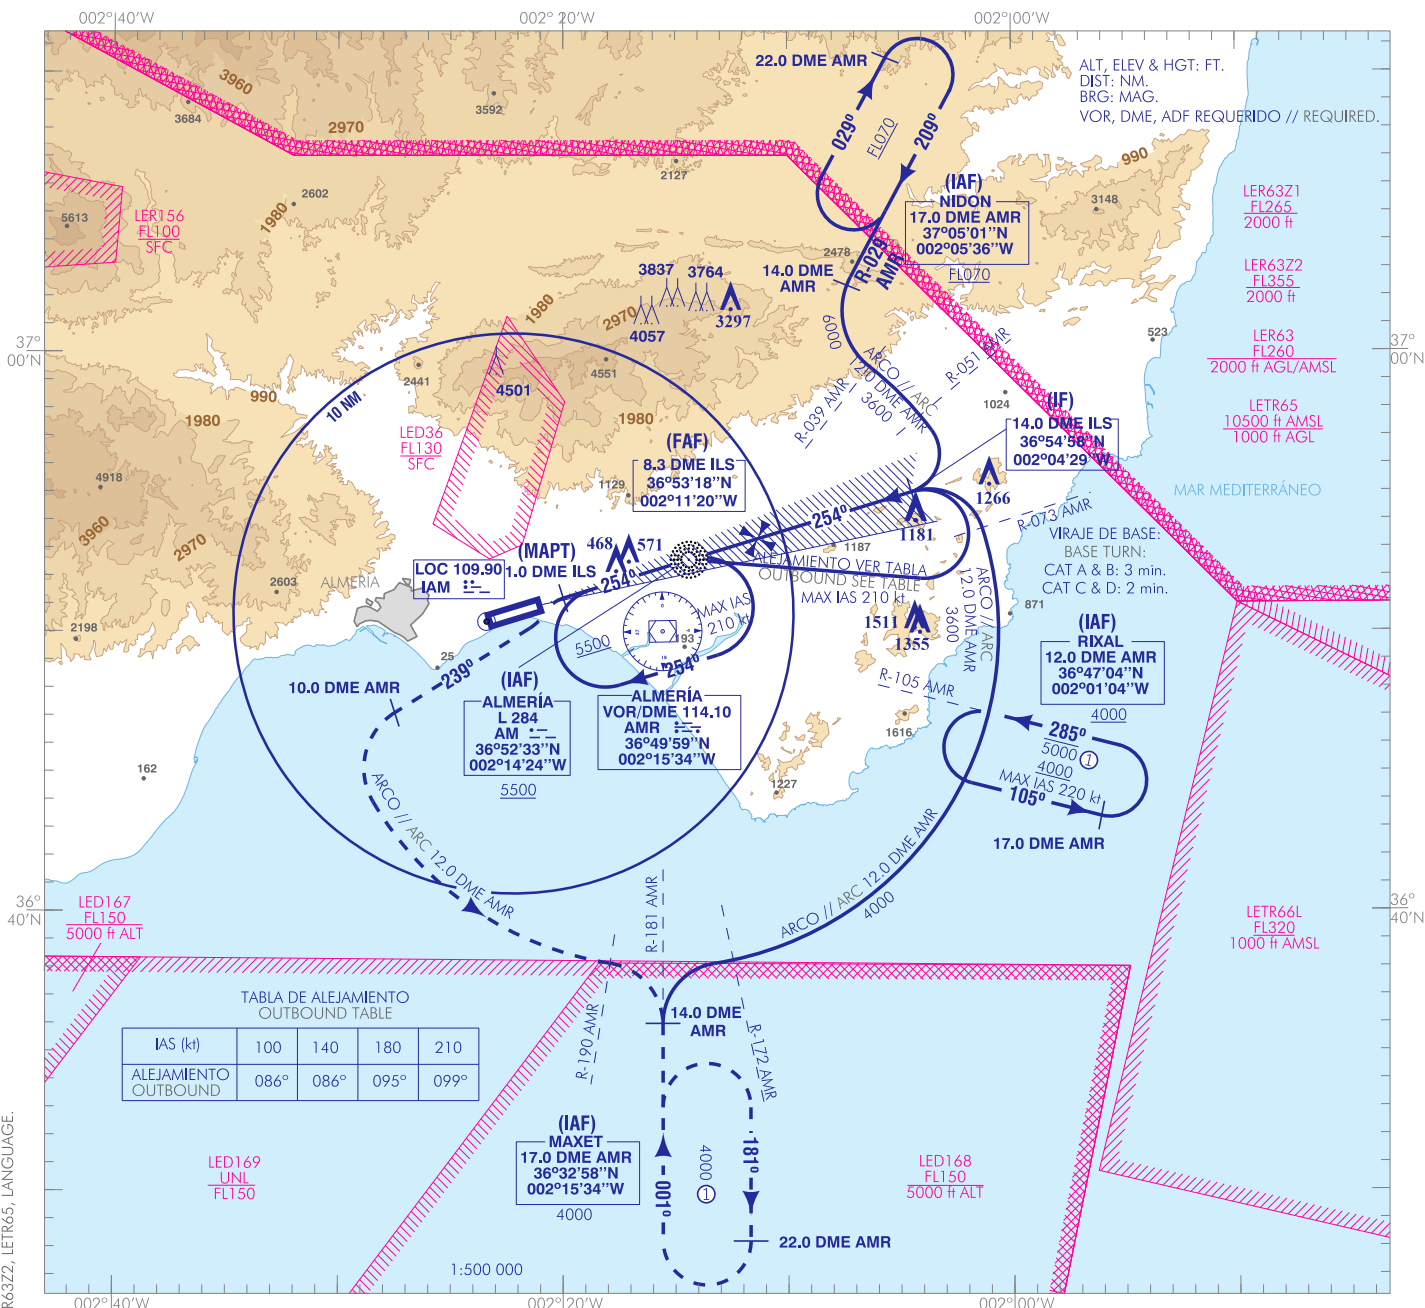 002°40'W
002°20'W
002°00'W
ALT, ELEV & HGT: FT.
DIST: NM.
BRG: MAG.
VOR, DME, ADF REQUERIDO // REQUIRED.
22.0 DME AMR
029°
FL070
209°
3960
3684
3592
2970
2127
990
3148
2602
1980
5613
LER156
FL100
SFC
(IAF)
NIDON
17.0 DME AMR
37°05'01''N
002°05'36''W
FL070
LER63Z1
FL265
2000 ft
LER63Z2
FL355
2000 ft
LER63
FL260
2000 ft AGL/AMSL
LETR65
10500 ft AMSL
1000 ft AGL
2478
14.0 DME
AMR
R-029
AMR
3837
3764
3297
4057
1980
2970
6000
523
37°
00'N
37°
00'N
2441
4501
4551
10 NM
990
1980
1980
ARCO // ARC
12.0 DME AMR
3600
R-051 AMR
R-039 AMR
1024
(IF)
14.0 DME ILS
36°54'58''N
002°04'29''W
LED36
FL130
SFC
(FAF)
8.3 DME ILS
36°53'18''N
002°11'20''W
4918
3960
2970
1129
1266
R-073 AMR
MAR MEDITERRÁNEO
254°
1181
1187
VIRAJE DE BASE:
BASE TURN:
CAT A & B: 3 min.
CAT C & D: 2 min.
468
571
(MAPT)
1.0 DME ILS
LOC 109.90
IAM
254°
ALEJAMIENTO VER TABLA
OUTBOUND SEE TABLE
MAX IAS 210 kt
ALMERÍA
2603
2198
25
MAX IAS
210 kt
5500
193
254°
1511
1355
871
ARCO // ARC
12.0 DME AMR
3600
(IAF)
RIXAL
12.0 DME AMR
36°47'04''N
002°01'04''W
4000
239°
10.0 DME AMR
(IAF)
ALMERÍA
L 284
AM
36°52'33''N
002°14'24''W
5500
ALMERÍA
VOR/DME 114.10
AMR
36°49'59''N
002°15'34''W
R-105 AMR
1616
285°
5000 1
4000
MAX IAS 220 kt
105°
17.0 DME AMR
162
1227
ARCO // ARC 12.0 DME AMR
ARCO // ARC 12.0 DME AMR
4000
36°
40'N
36°
40'N
LED167
FL150
5000 ft ALT
R-181 AMR
LETR66L
FL320
1000 ft AMSL
TABLA DE ALEJAMIENTO
OUTBOUND TABLE
IAS (kt) 100 140 180 210
ALEJAMIENTO
OUTBOUND 086° 086° 095° 099°
14.0 DME
AMR
R-190 AMR
R-172 AMR
(IAF)
MAXET
17.0 DME AMR
36°32'58''N
002°15'34''W
4000
001°
4000 1
181°
22.0 DME AMR
LED169
UNL
FL150
LED168
FL150
5000 ft ALT
1:500 000
R63Z2, LETR65, LANGUAGE.
002°40'W
002°20'W
002°00'W